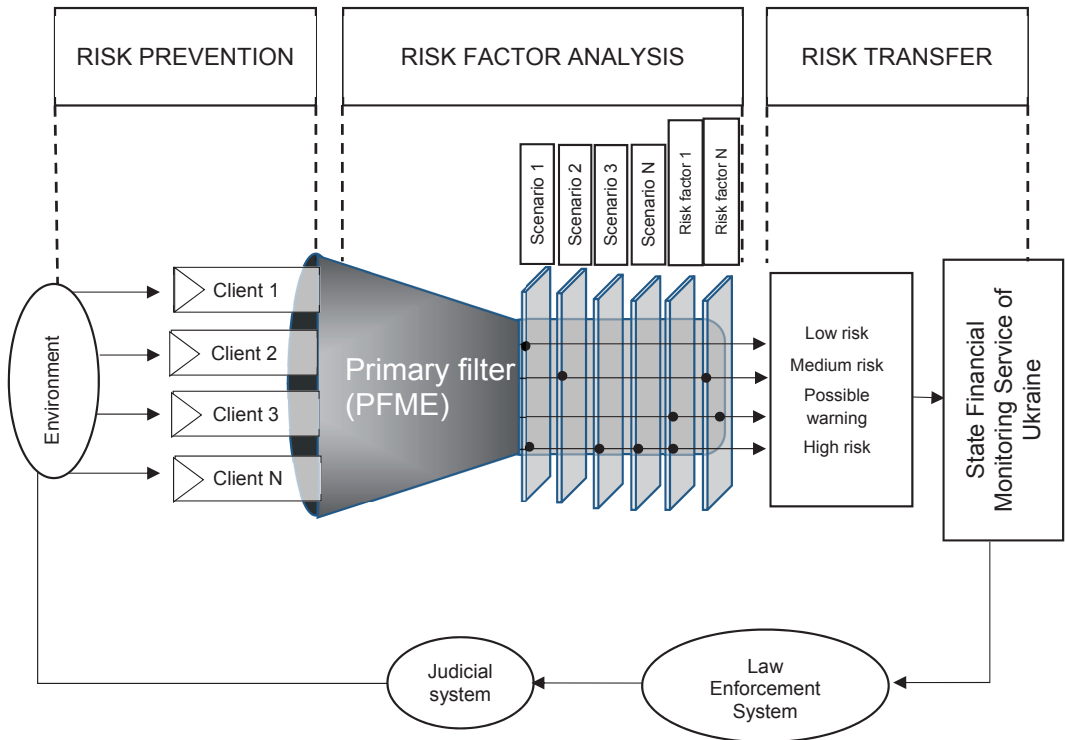 RISK PREVENTION
RISK FACTOR ANALYSIS
RISK TRANSFER
Scenario 1
Scenario 2
Scenario 3
Scenario N
Risk factor 1
Risk factor N
Environment
Client 1
Client 2
Client 3
Client N
Primary filter
(PFME)
Low risk
Medium risk
Possible
warning
High risk
State Financial
Monitoring Service of
Ukraine
Judicial
system
Law
Enforcement
System